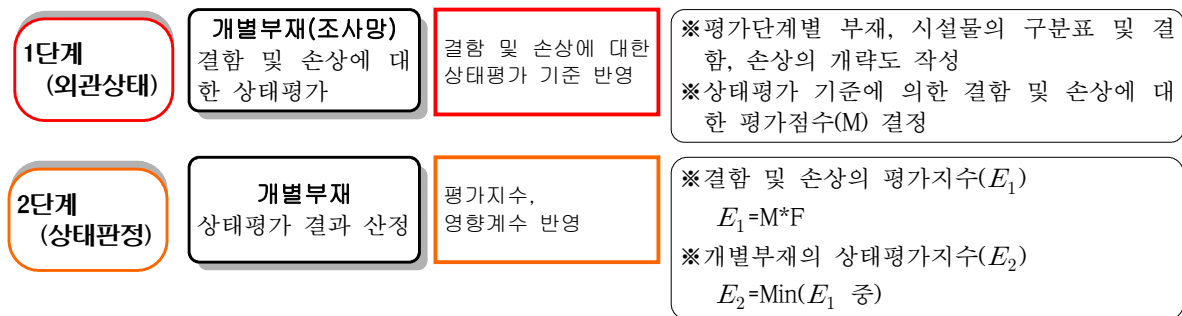 1단계
(외관상태)
개별부재(조사망)
결함 및 손상에 대
한 상태평가
결함 및 손상에 대한
상태평가 기준 반영
※평가단계별 부재, 시설물의 구분표 및 결
함, 손상의 개략도 작성
※상태평가 기준에 의한 결함 및 손상에 대
한 평가점수(M) 결정
2단계
(상태판정)
개별부재
상태평가 결과 산정
평가지수,
영향계수 반영
※결함 및 손상의 평가지수(E₁)
E₁=M*F
※개별부재의 상태평가지수(E₂)
E₂=Min(E₁ 중)